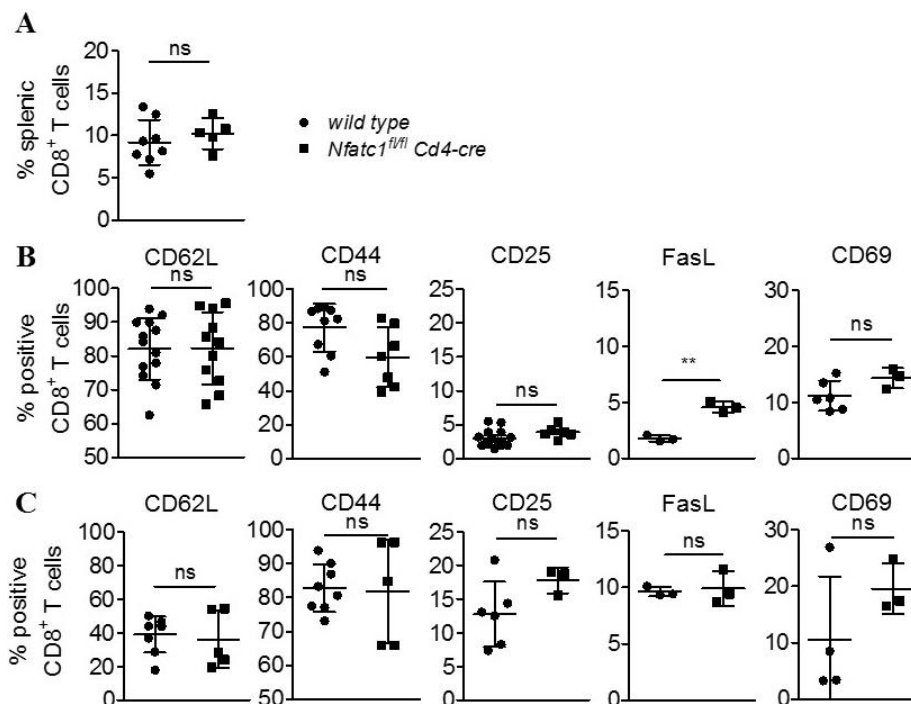 A
% splenic
CD8+ T cells
20
15
10
5
0
ns
wild type
Nfatc1fl/fl Cd4-cre
B
% positive
CD8+ T cells
CD62L
ns
100
90
80
70
60
50
CD44
ns
100
80
60
40
20
0
CD25
ns
25
20
15
10
5
0
FasL
**
15
10
5
0
CD69
ns
30
20
10
0
C
% positive
CD8+ T cells
CD62L
ns
100
80
60
40
20
0
CD44
ns
100
90
80
70
60
50
CD25
ns
25
20
15
10
5
0
FasL
ns
15
10
5
0
CD69
ns
30
20
10
0